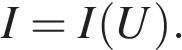 I = I(U).